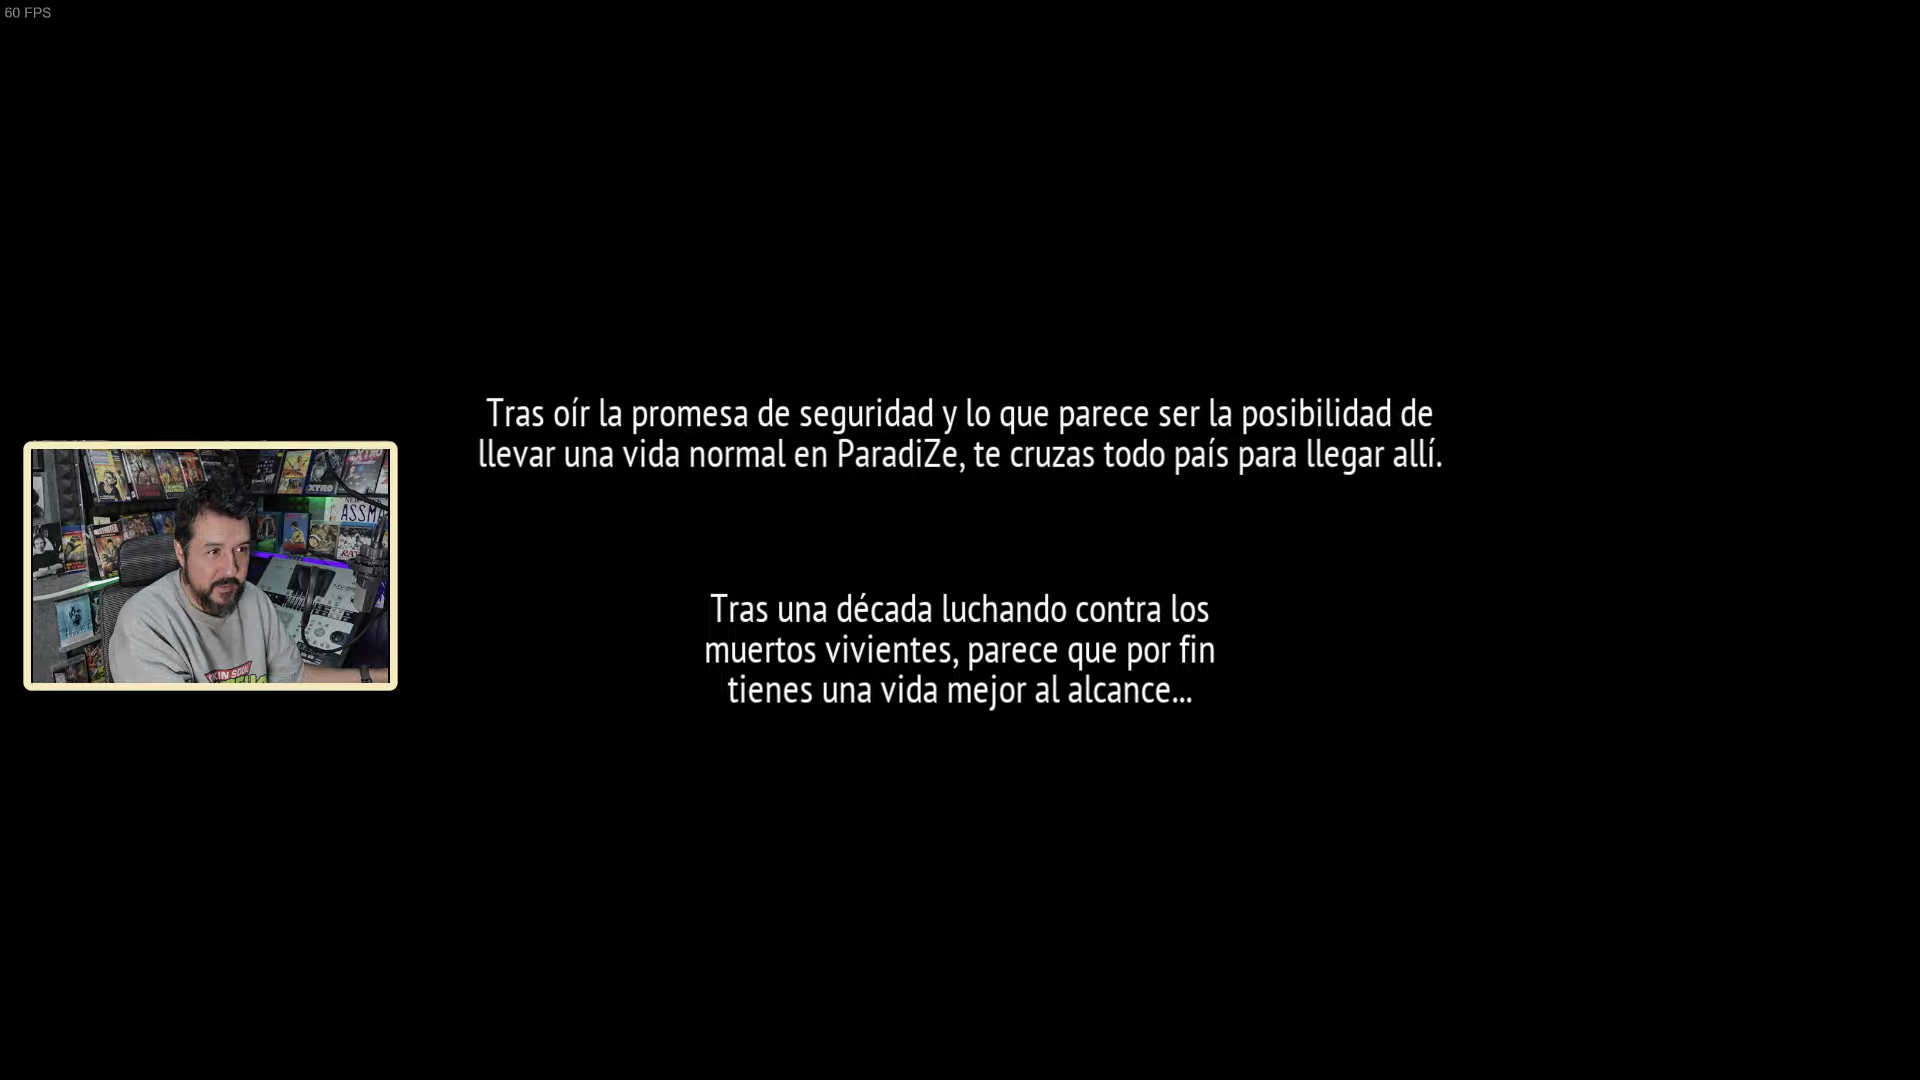 60 FPS
Tras oír la promesa de seguridad y lo que parece ser la posibilidad de
llevar una vida normal en ParadiZe, te cruzas todo país para llegar allí.
XTRO
ASSM
Tras una década luchando contra los
muertos vivientes, parece que por fin
tienes una vida mejor al alcance...